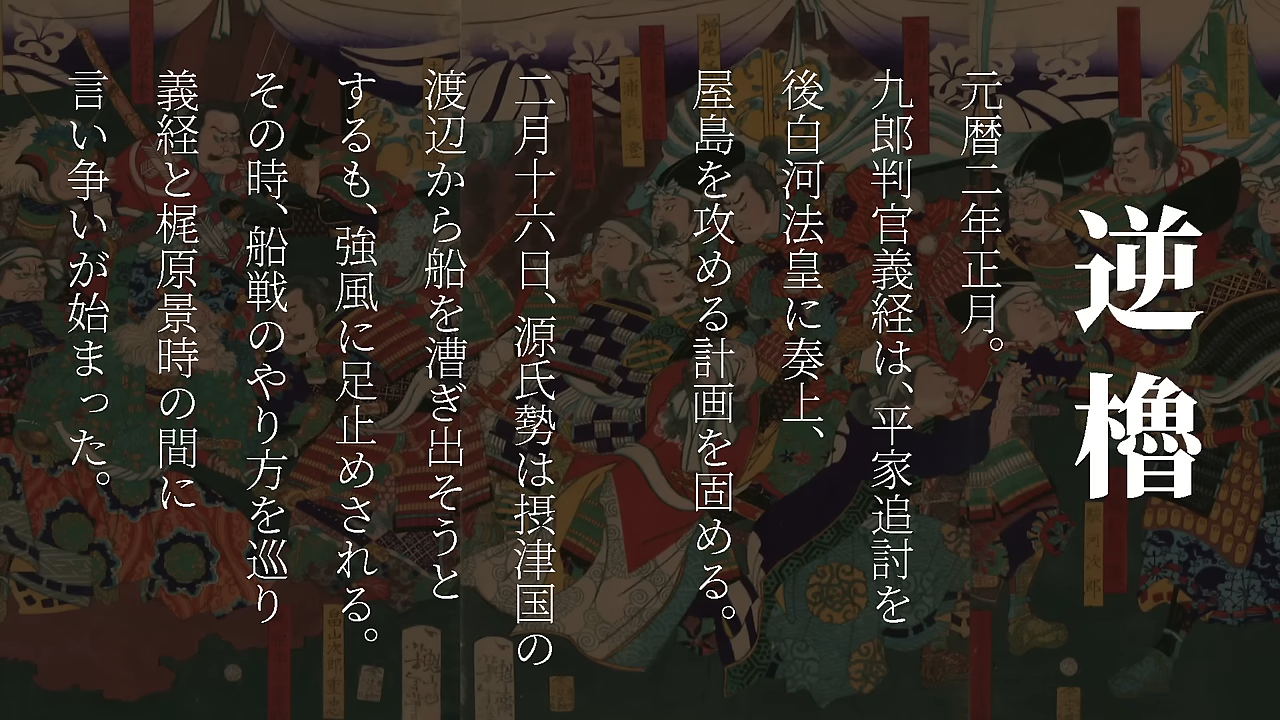 逆櫓
元暦二年正月。
九郎判官義経は、平家追討を
後白河法皇に奏上、
屋島を攻める計画を固める。
二月十六日、源氏勢は摂津国の
渡辺から船を漕ぎ出そうと
するも、強風に足止めされる。
その時、船戦のやり方を巡り
義経と梶原景時の間に
言い争いが始まった。